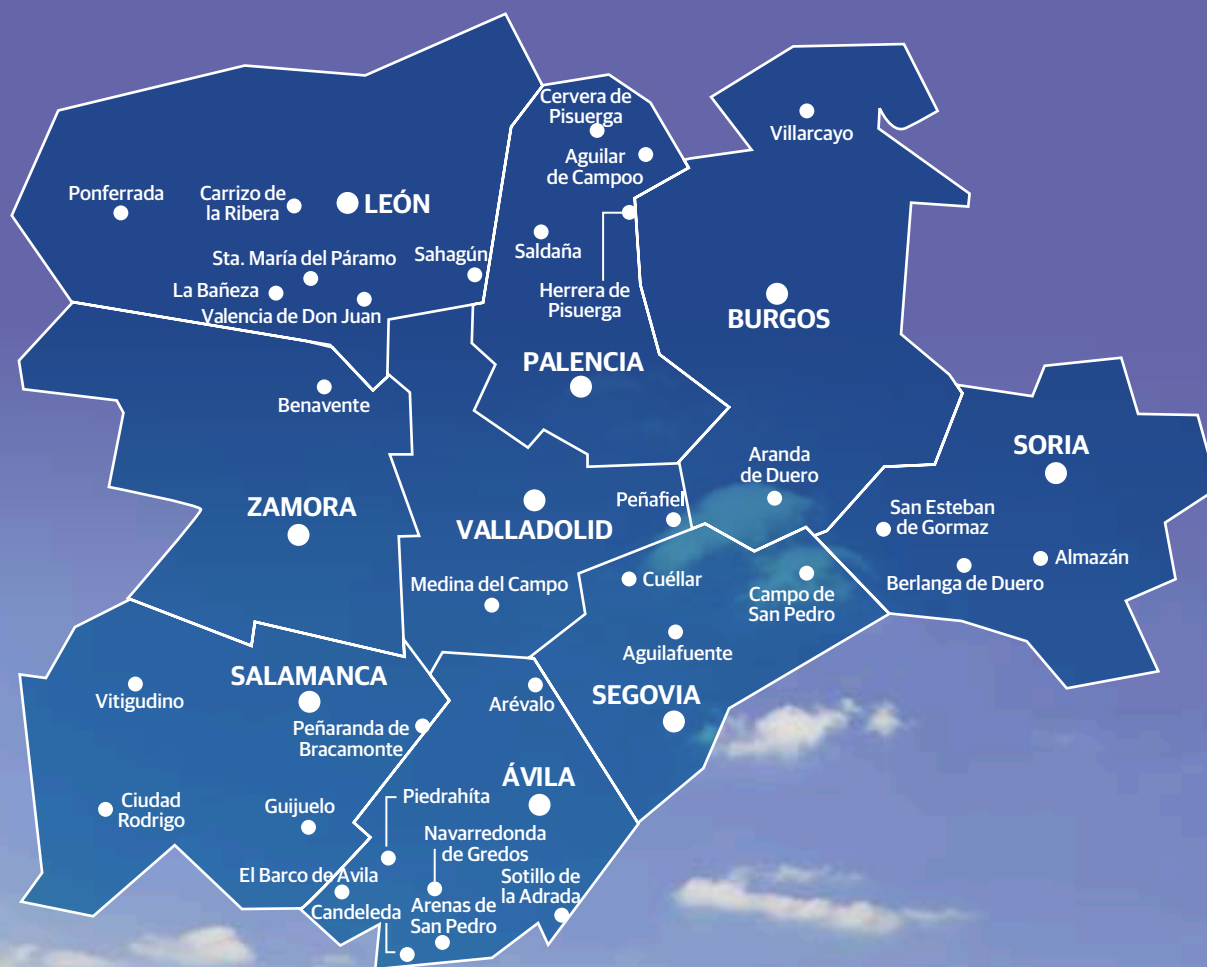 Cervera de
Pisuerga
Villarcayo
Aguilar
de Campoo
Ponferrada
Carrizo de
la Ribera
LEÓN
Saldaña
Sta. María del Páramo
Sahagún
La Bañeza
Valencia de Don Juan
Herrera de
Pisuerga
BURGOS
PALENCIA
Benavente
SORIA
Aranda
de Duero
ZAMORA
VALLADOLID
Peñafiel
San Esteban
de Gormaz
Almazán
Berlanga de Duero
Medina del Campo
Cuéllar
Campo de
San Pedro
Aguilafuente
SALAMANCA
Vitigudino
Arévalo
SEGOVIA
Peñaranda de
Bracamonte
ÁVILA
Piedrahíta
Ciudad
Rodrigo
Guijuelo
Navarredonda
de Gredos
El Barco de Ávila
Sotillo de
la Adrada
Candeleda
Arenas de
San Pedro